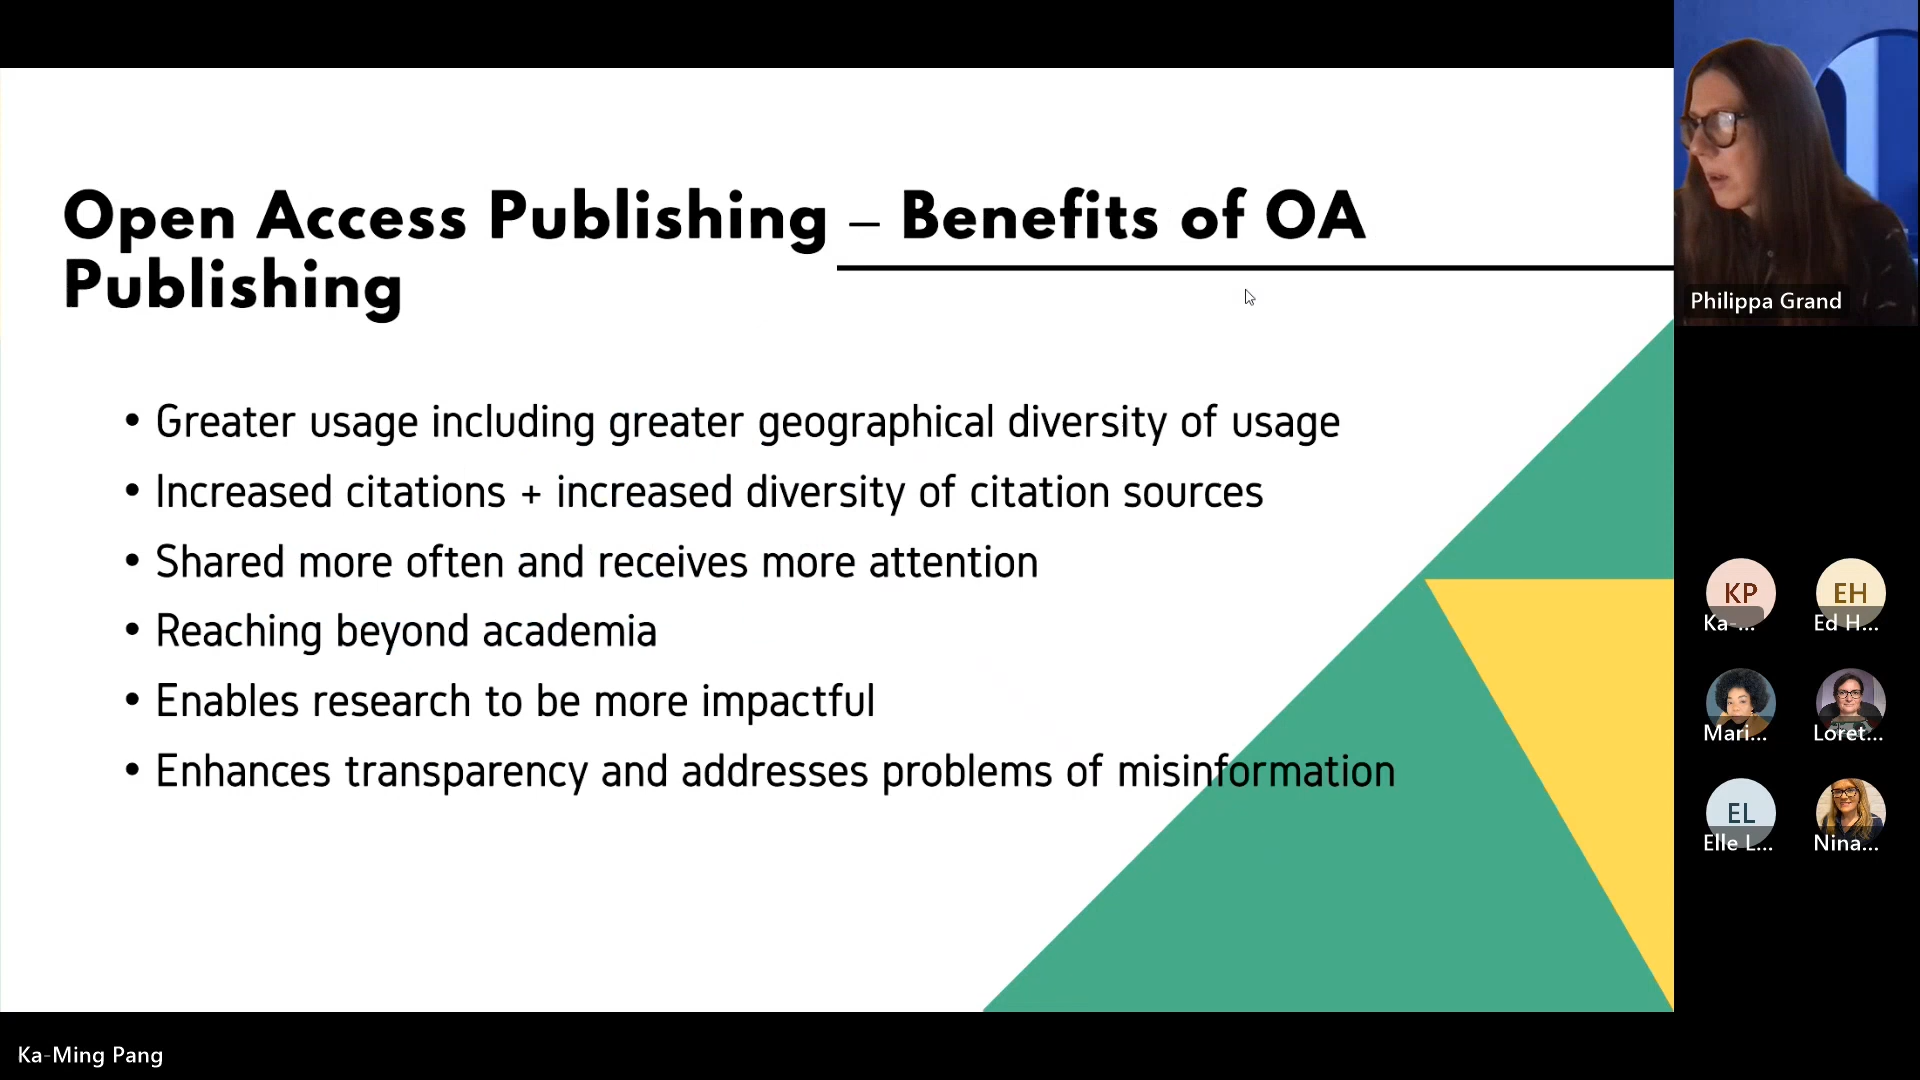 Open Access Publishing – Benefits of OA
Publishing
• Greater usage including greater geographical diversity of usage
• Increased citations + increased diversity of citation sources
• Shared more often and receives more attention
• Reaching beyond academia
• Enables research to be more impactful
• Enhances transparency and addresses problems of misinformation
Philippa Grand
KP
Ka-...
EH
Ed H...
Mari...
Loret...
EL
Elle L...
Nina...
Ka-Ming Pang